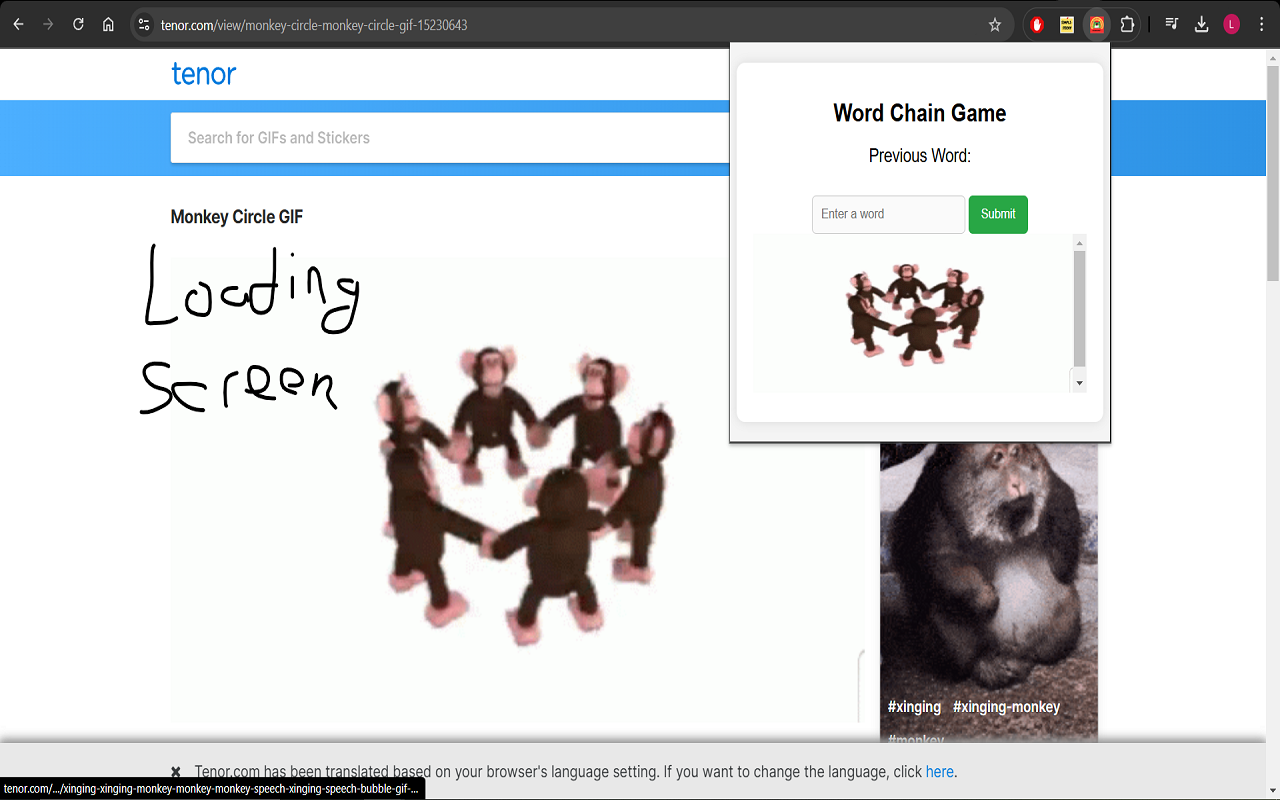 tenor.com/view/monkey-circle-monkey-circle-gif-15230643
L
tenor
Search for GIFs and Stickers
Monkey Circle GIF
Loading
Screen
Word Chain Game
Previous Word:
Enter a word
Submit
#xinging #xinging-monkey
#monkey
Tenor.com has been translated based on your browser's language setting. If you want to change the language, click here.
tenor.com/.../xinging-xinging-monkey-monkey-monkey-speech-xinging-speech-bubble-gif-...